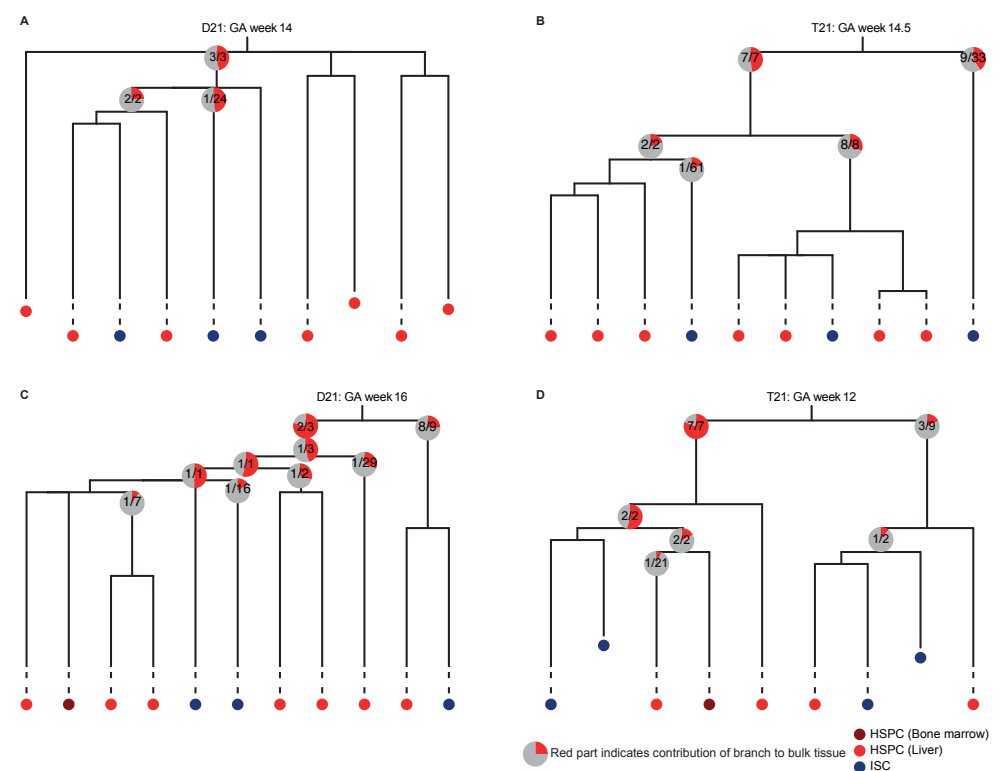 A
D21: GA week 14
3/3
2/2
1/24
B
T21: GA week 14.5
7/7
9/33
2/2
8/8
1/61
C
D21: GA week 16
2/3
8/9
1/3
1/1
1/29
1/1
1/2
1/16
1/7
D
T21: GA week 12
7/7
3/9
2/2
2/2
1/2
1/21
Red part indicates contribution of branch to bulk tissue
HSPC (Bone marrow)
HSPC (Liver)
ISC